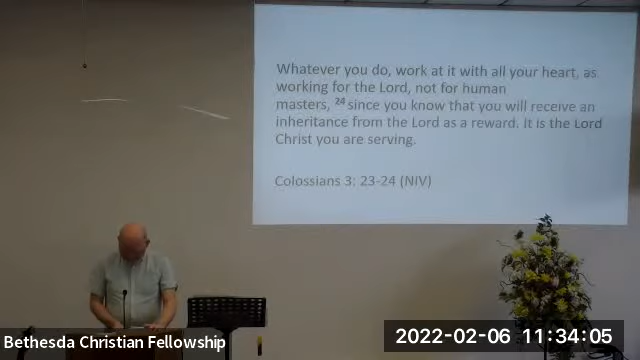 Whatever you do, work at it with all your heart, as
working for the Lord, not for human
masters, 24 since you know that you will receive an
inheritance from the Lord as a reward. It is the Lord
Christ you are serving.
Colossians 3: 23-24 (NIV)
Bethesda Christian Fellowship
2022-02-06 11:34:05